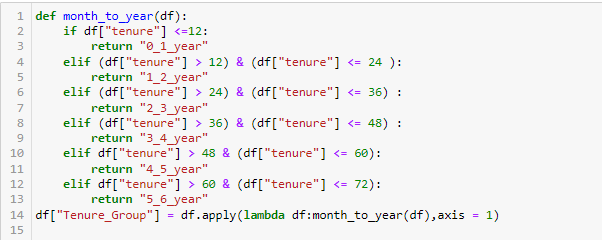 1 def month_to_year(df):
2     if df["tenure"] <=12:
3         return "0_1_year"
4     elif (df["tenure"] > 12) & (df["tenure"] <= 24 ):
5         return "1_2_year"
6     elif (df["tenure"] > 24) & (df["tenure"] <= 36) :
7         return "2_3_year"
8     elif (df["tenure"] > 36) & (df["tenure"] <= 48) :
9         return "3_4_year"
10     elif df["tenure"] > 48 & (df["tenure"] <= 60):
11         return "4_5_year"
12     elif df["tenure"] > 60 & (df["tenure"] <= 72):
13         return "5_6_year"
14 df["Tenure_Group"] = df.apply(lambda df:month_to_year(df),axis = 1)
15